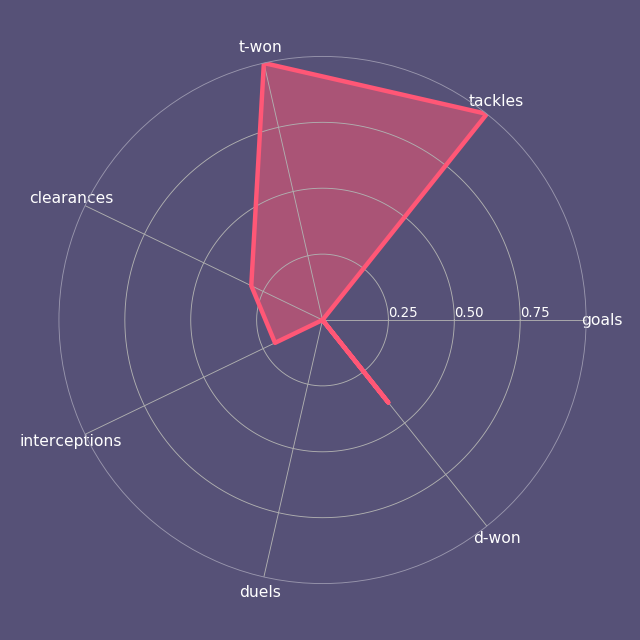 t-won
tackles
clearances
0.25 0.50 0.75
goals
interceptions
d-won
duels